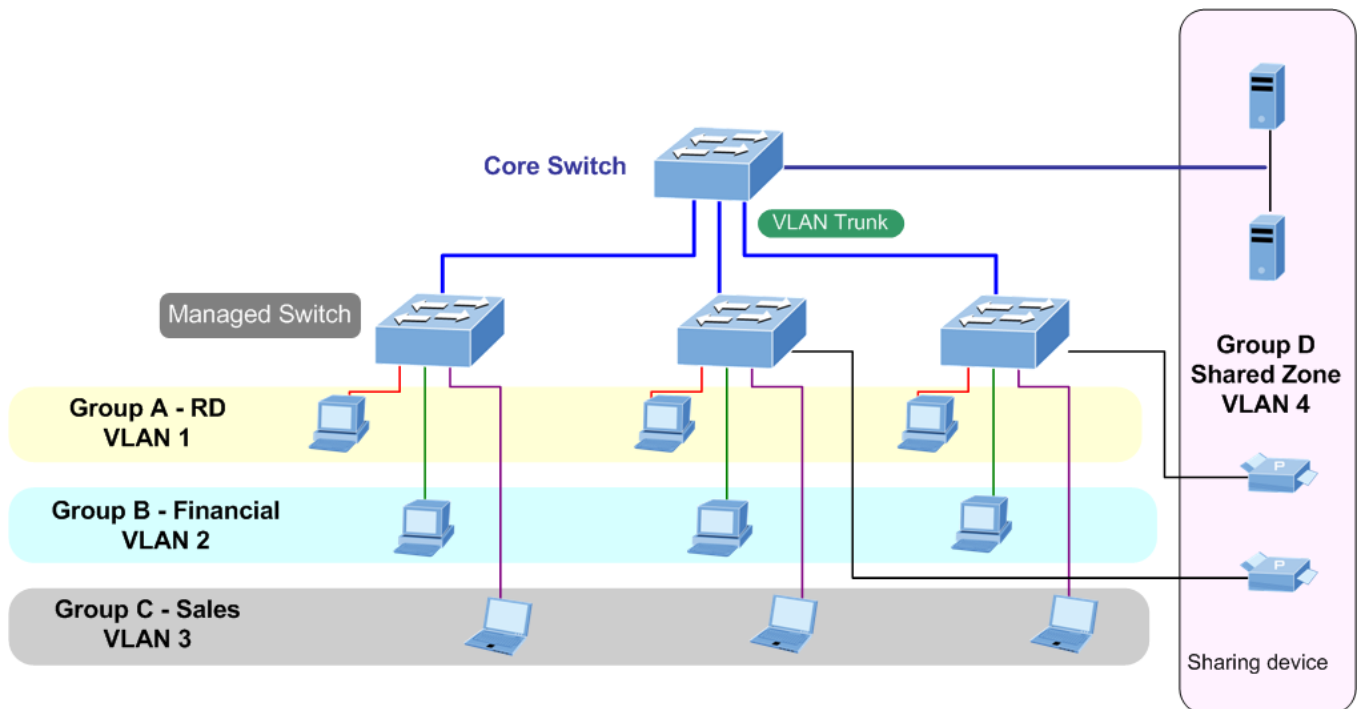 Core Switch
VLAN Trunk
Managed Switch
Group A - RD
VLAN 1
Group B - Financial
VLAN 2
Group C - Sales
VLAN 3
Group D
Shared Zone
VLAN 4
P
P
Sharing device